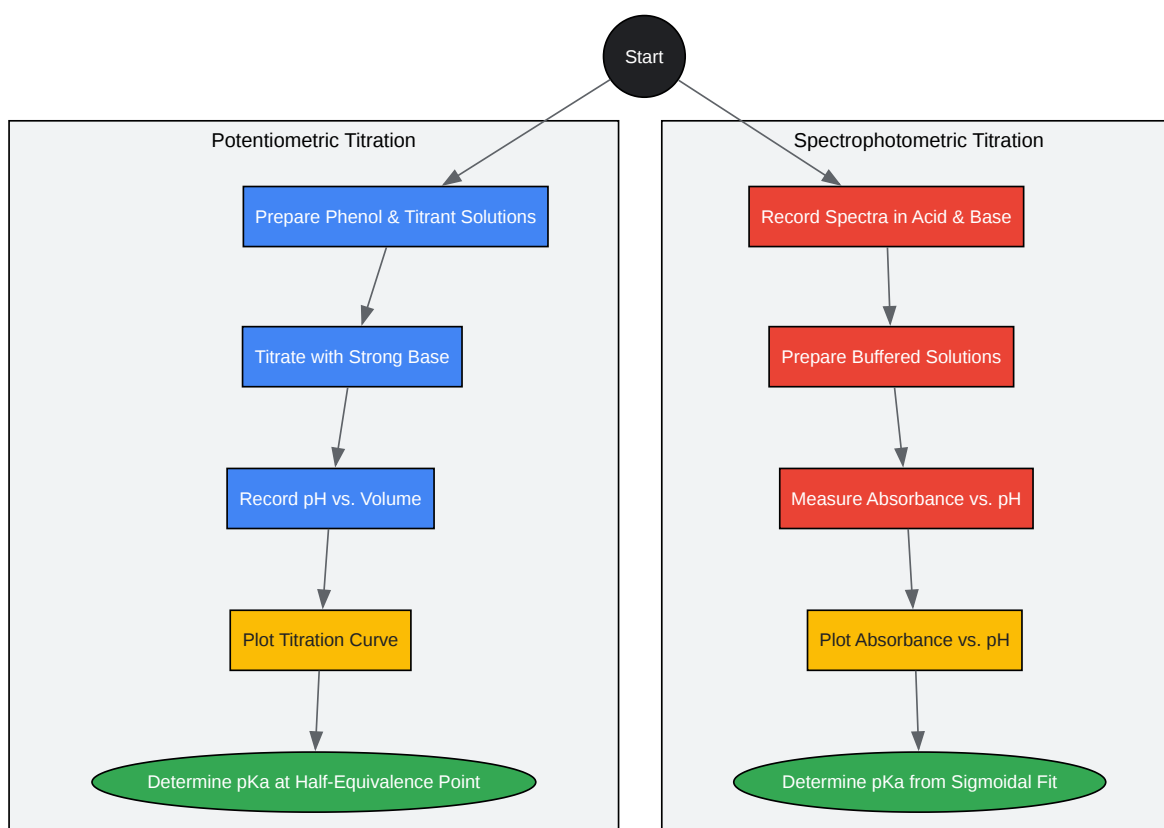 Start
Potentiometric Titration
Prepare Phenol & Titrant Solutions
Titrate with Strong Base
Record pH vs. Volume
Plot Titration Curve
Determine pKa at Half-Equivalence Point
Spectrophotometric Titration
Record Spectra in Acid & Base
Prepare Buffered Solutions
Measure Absorbance vs. pH
Plot Absorbance vs. pH
Determine pKa from Sigmoidal Fit